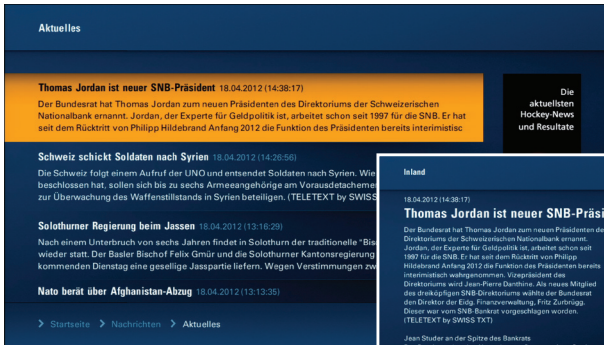 Aktuelles
Thomas Jordan ist neuer SNB-Präsident 18.04.2012 (14:38:17)
Der Bundesrat hat Thomas Jordan zum neuen Präsidenten des Direktoriums der Schweizerischen
Nationalbank ernannt. Jordan, der Experte für Geldpolitik ist, arbeitet schon seit 1997 für die SNB. Er hat
seit dem Rücktritt von Philipp Hildebrand Anfang 2012 die Funktion des Präsidenten bereits interimistisc
Die
aktuellsten
Hockey-News
und Resultate
Schweiz schickt Soldaten nach Syrien 18.04.2012 (14:26:56)
Die Schweiz folgt einem Aufruf der UNO und entsendet Soldaten nach Syrien. Wie
beschlossen hat, sollen sich bis zu sechs Armeeangehörige am Vorausdetacheme
zur Überwachung des Waffenstillstands in Syrien beteiligen. (TELETEXT by SWISS
Solothurner Regierung beim Jassen 18.04.2012 (13:16:29)
Nach einem Unterbruch von sechs Jahren findet in Solothurn der traditionelle "Bis
wieder statt. Der Basler Bischof Felix Gmür und die Solothurner Kantonsregierung
kommenden Dienstag eine gesellige Jasspartie liefern. Wegen Verstimmungen zw
Nato berät über Afghanistan-Abzug 18.04.2012 (13:13:35)
Startseite Nachrichten Aktuelles
Inland
18.04.2012 (14:38:17)
Thomas Jordan ist neuer SNB-Präsi
Der Bundesrat hat Thomas Jordan zum neuen Präsidenten de
Direktoriums der Schweizerischen Nationalbank ernannt.
Jordan, der Experte für Geldpolitik ist, arbeitet schon seit
1997 für die SNB. Er hat seit dem Rücktritt von Philipp
Hildebrand Anfang 2012 die Funktion des Präsidenten bereits
interimistisch wahrgenommen. Vizepräsident des
Direktoriums wird Jean-Pierre Danthine. Als neues Mitglied
des dreiköpfigen SNB-Direktoriums wählte der Bundesrat
den Direktor der Eidg. Finanzverwaltung, Fritz Zurbrügg.
Dieser war vom SNB-Bankrat vorgeschlagen worden.
(TELETEXT by SWISS TXT)
Jean Studer an der Spitze des Bankrats